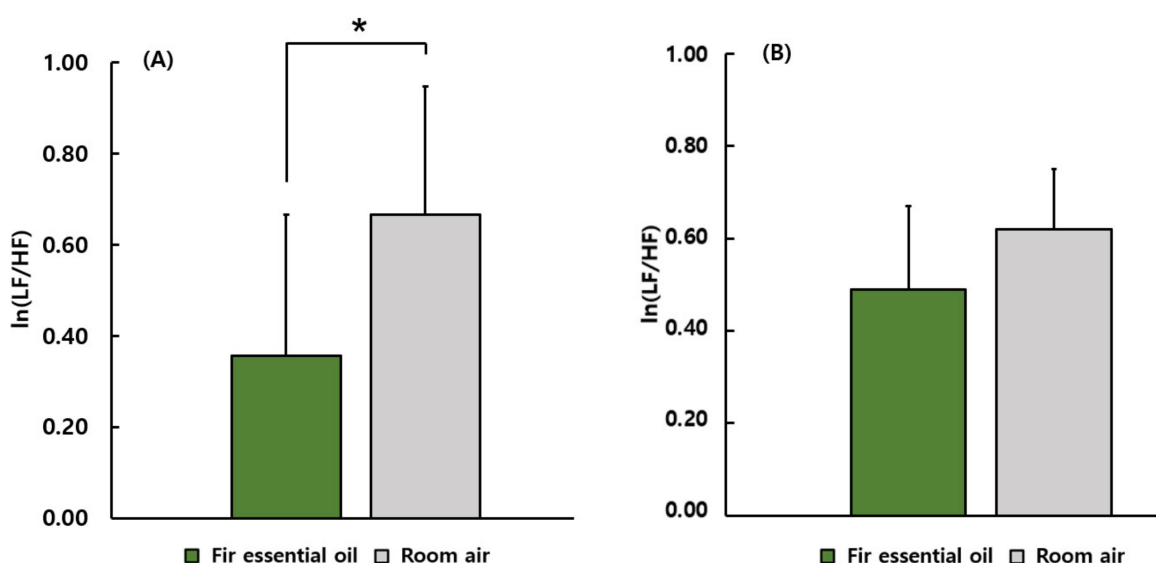 (A)
*
ln(LF/HF)
1.00
0.80
0.60
0.40
0.20
0.00
Fir essential oil
Room air
(B)
ln(LF/HF)
1.00
0.80
0.60
0.40
0.20
0.00
Fir essential oil
Room air